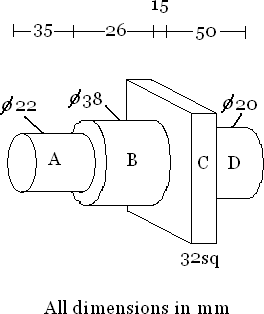 15
35 26 50
ϕ22 ϕ38 ϕ20
A B C D
32sq
All dimensions in mm